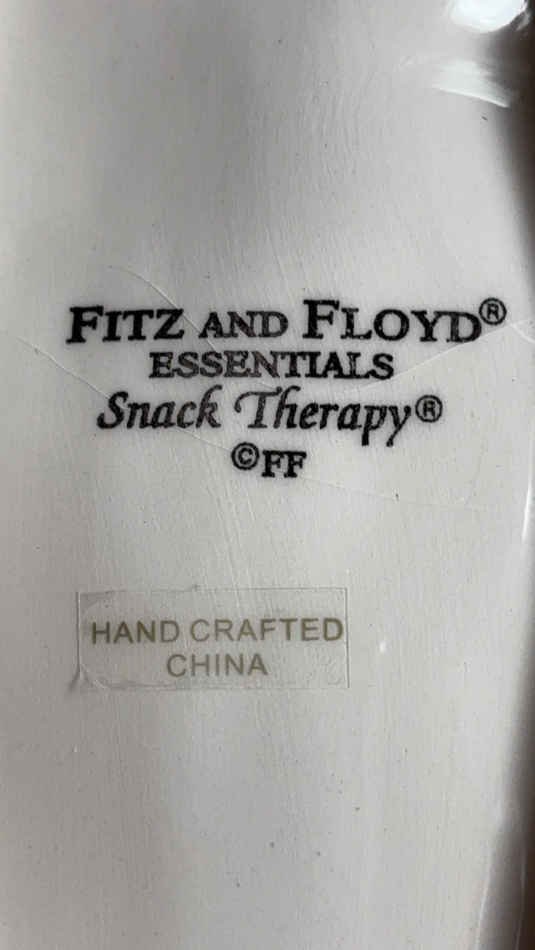 FITZ AND FLOYD®
ESSENTIALS
Snack Therapy®
©FF
HAND CRAFTED
CHINA